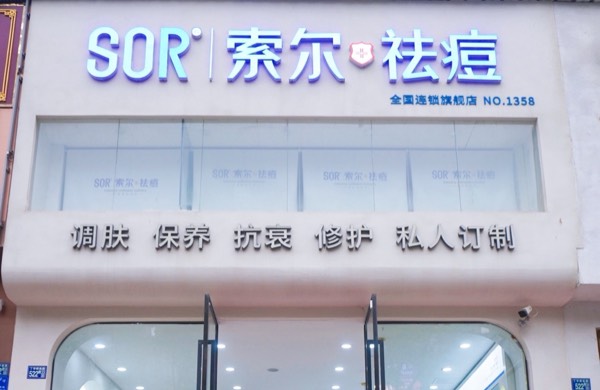 SOR 索尔 祛痘
全国连锁旗舰店 NO.1358
SOR 索尔·祛痘 SOR 索尔·祛痘 SOR 索尔·祛痘 SOR 索尔·祛痘
调肤 保养 抗衰 修护 私人订制